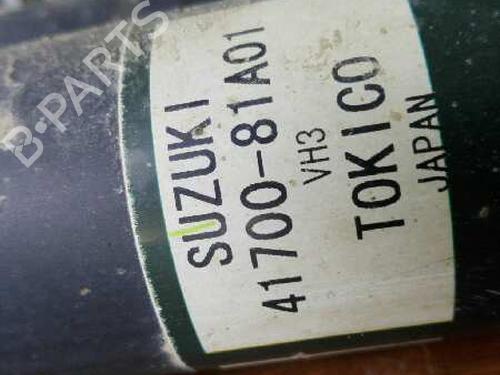 SUZUKI
41700-81A01
VH3
TOKICO
JAPAN
B-PARTS